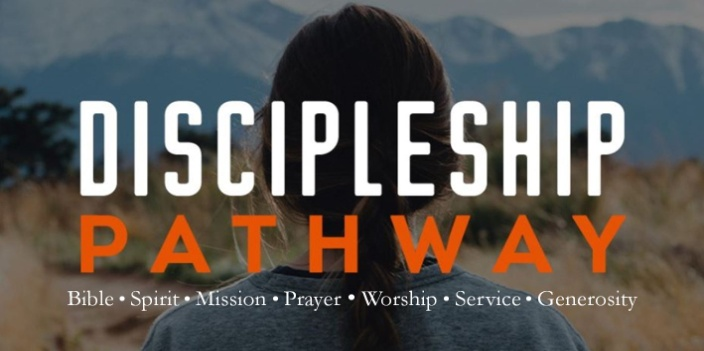 DISCIPLESHIP
PATHWAY
Bible • Spirit • Mission • Prayer • Worship • Service • Generosity